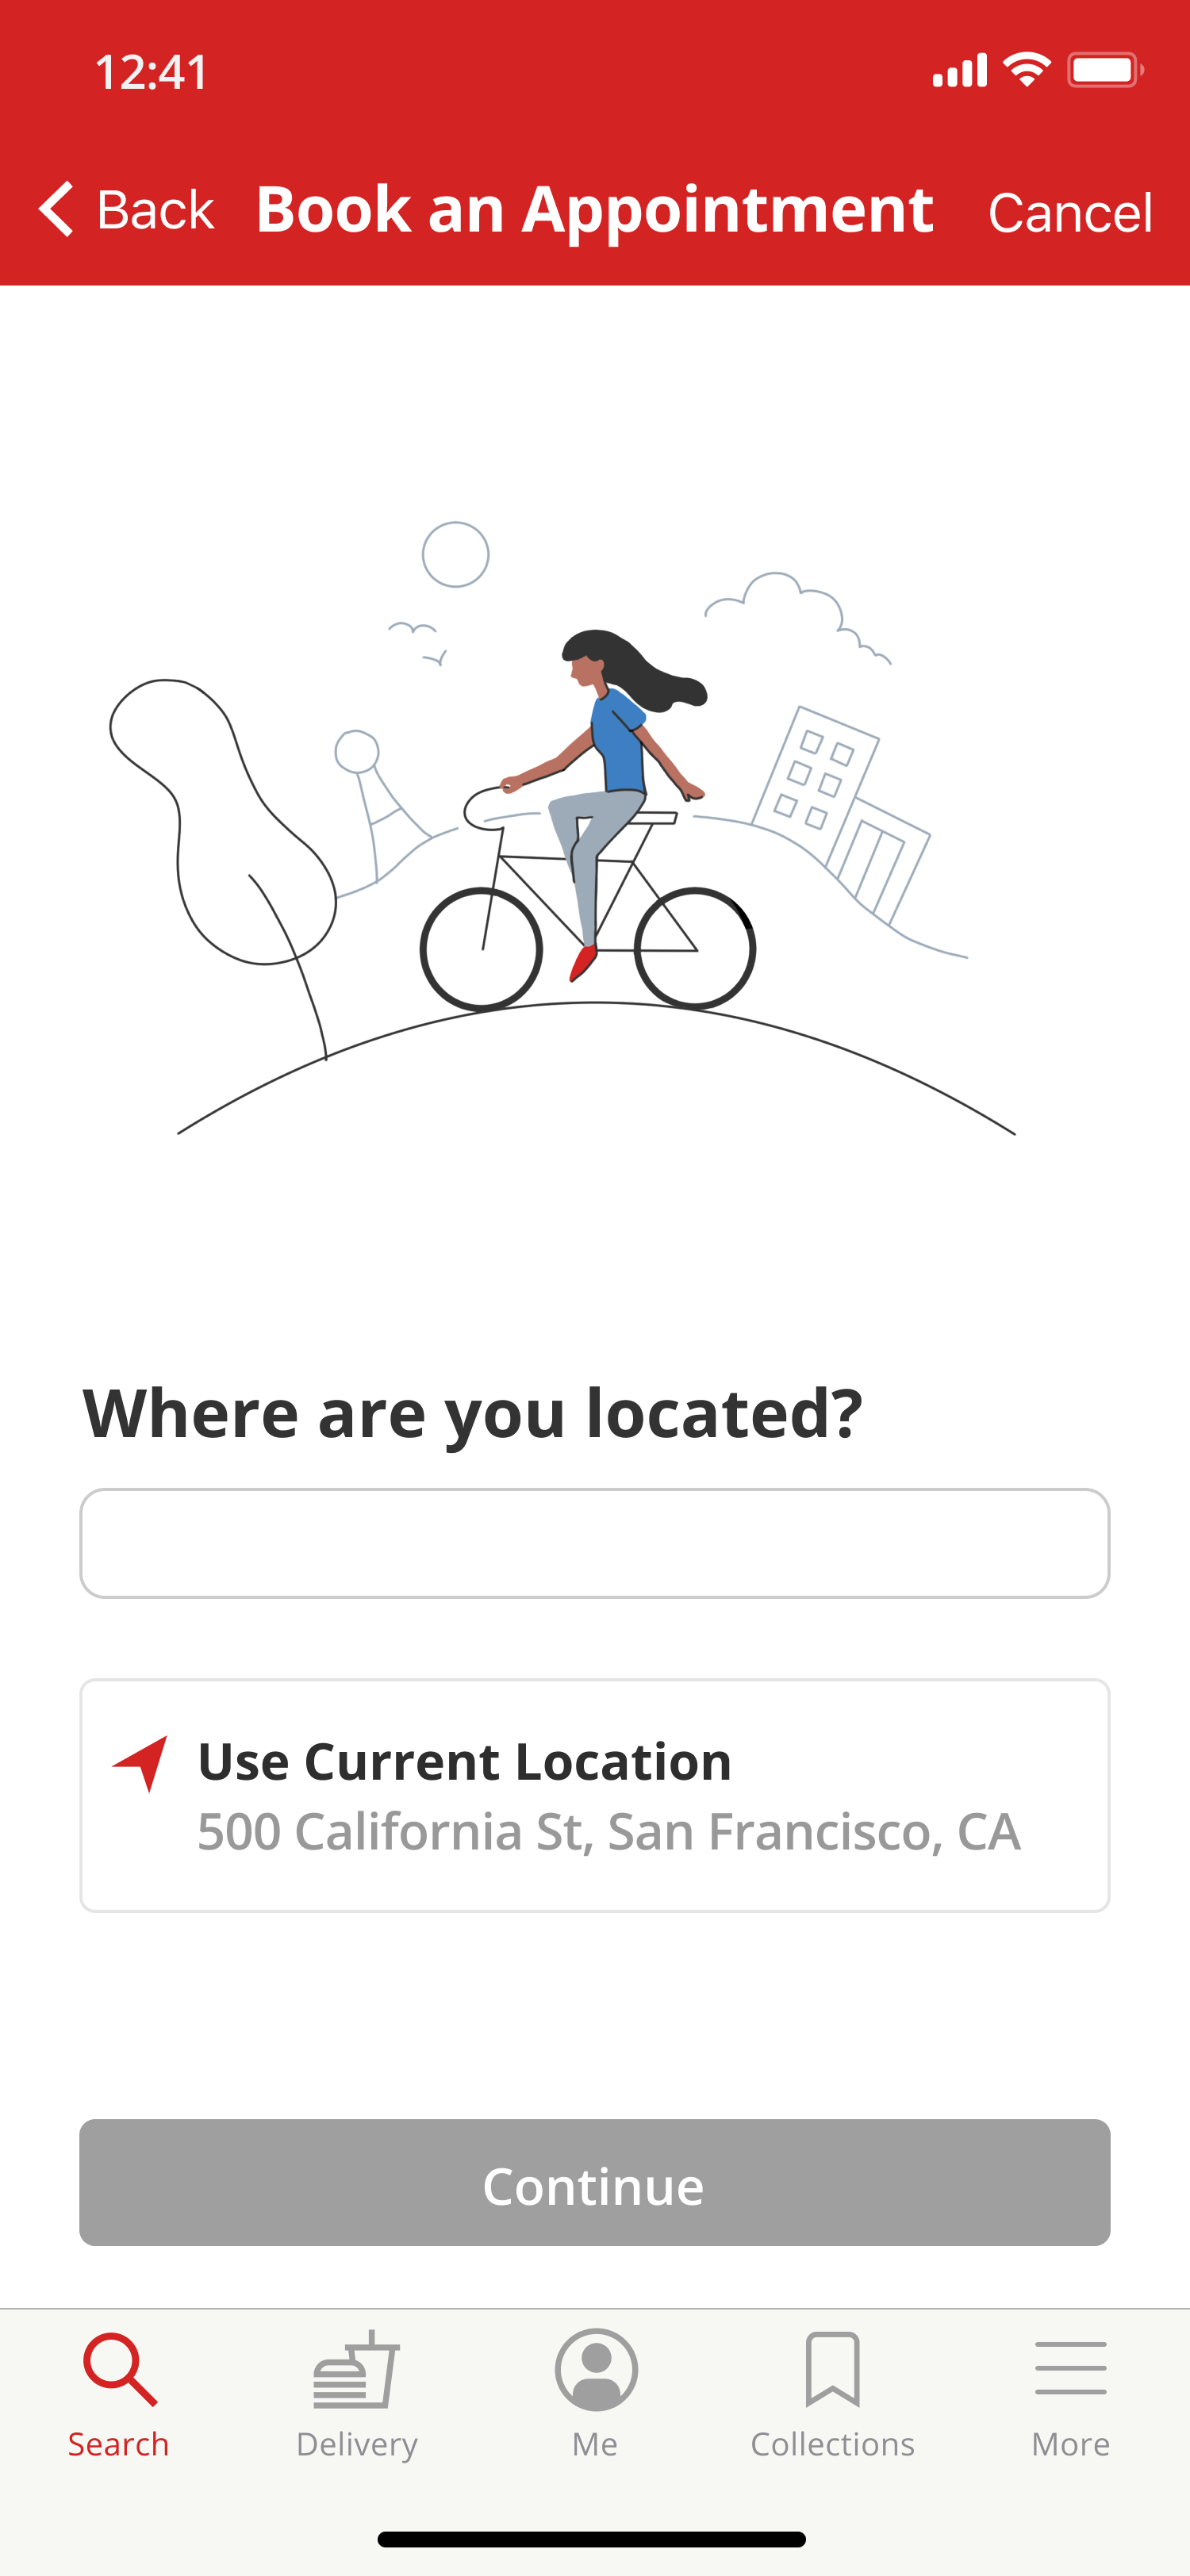 12:41
Back
Book an Appointment
Cancel
Where are you located?
Use Current Location
500 California St, San Francisco, CA
Continue
Search
Delivery
Me
Collections
More